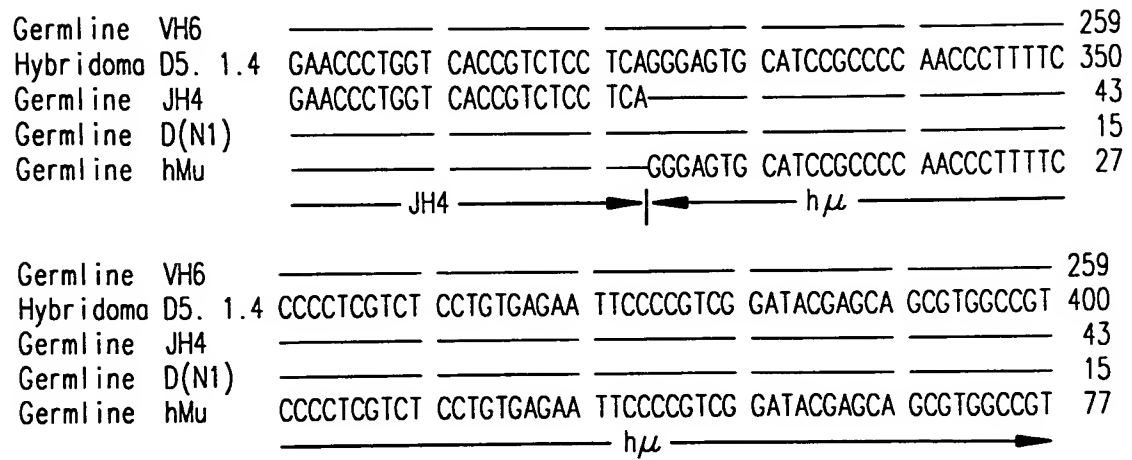 Germline VH6 —— —— —— —— —— 259
Hybridoma D5. 1.4 GAACCCTGGT CACCGTCTCC TCAGGGAGTG CATCCGCCCC AACCCTTTTC 350
Germline JH4 GAACCCTGGT CACCGTCTCC TCA—— —— —— 43
Germline D(N1) —— —— —— —— —— 15
Germline hMu —— —— ——GGGAGTG CATCCGCCCC AACCCTTTTC 27
JH4 hμ
Germline VH6 —— —— —— —— —— 259
Hybridoma D5. 1.4 CCCCTCGTCT CCTGTGAGAA TTCCCCGTCG GATACGAGCA GCGTGGCCGT 400
Germline JH4 —— —— —— —— —— 43
Germline D(N1) —— —— —— —— —— 15
Germline hMu CCCCTCGTCT CCTGTGAGAA TTCCCCGTCG GATACGAGCA GCGTGGCCGT 77
hμ